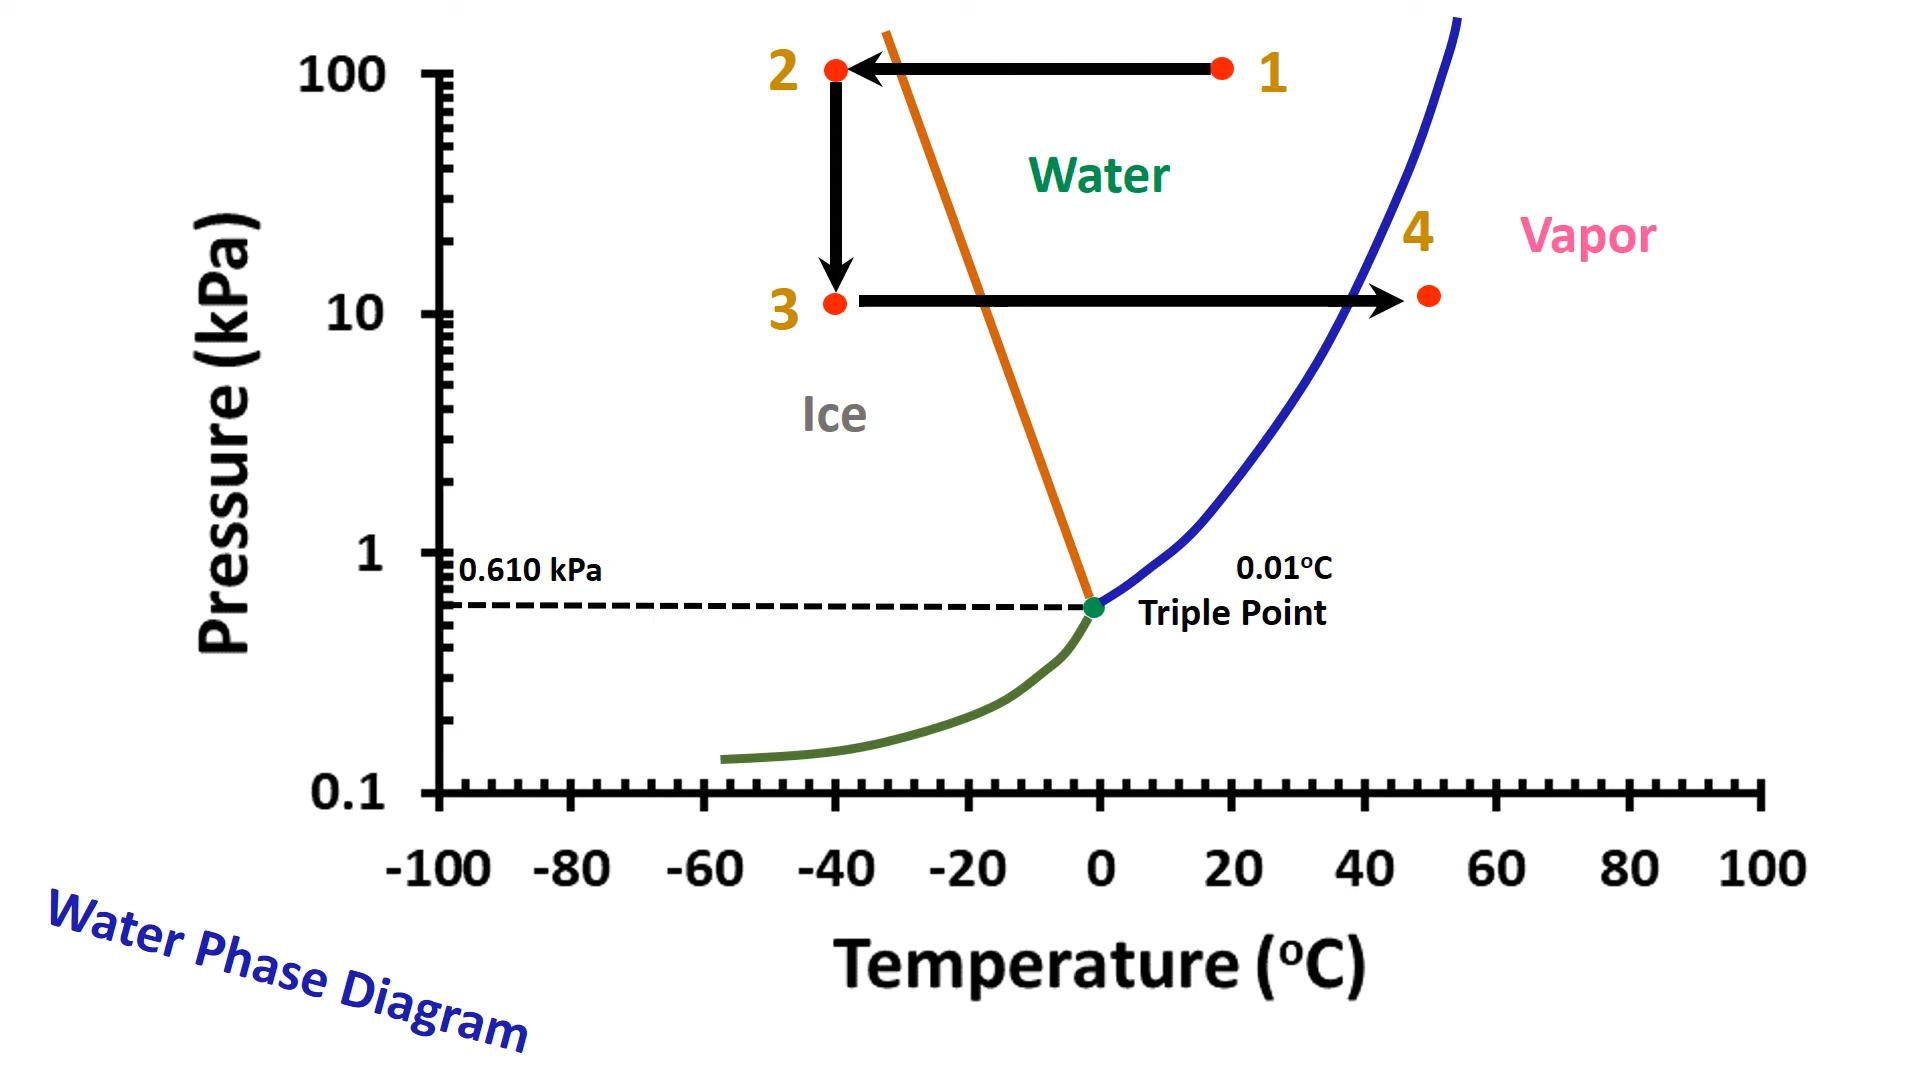 100
10
1
0.1
Pressure (kPa)
2
1
Water
4
Vapor
3
Ice
0.610 kPa
0.01°C
Triple Point
-100 -80 -60 -40 -20 0 20 40 60 80 100
Temperature (°C)
Water Phase Diagram